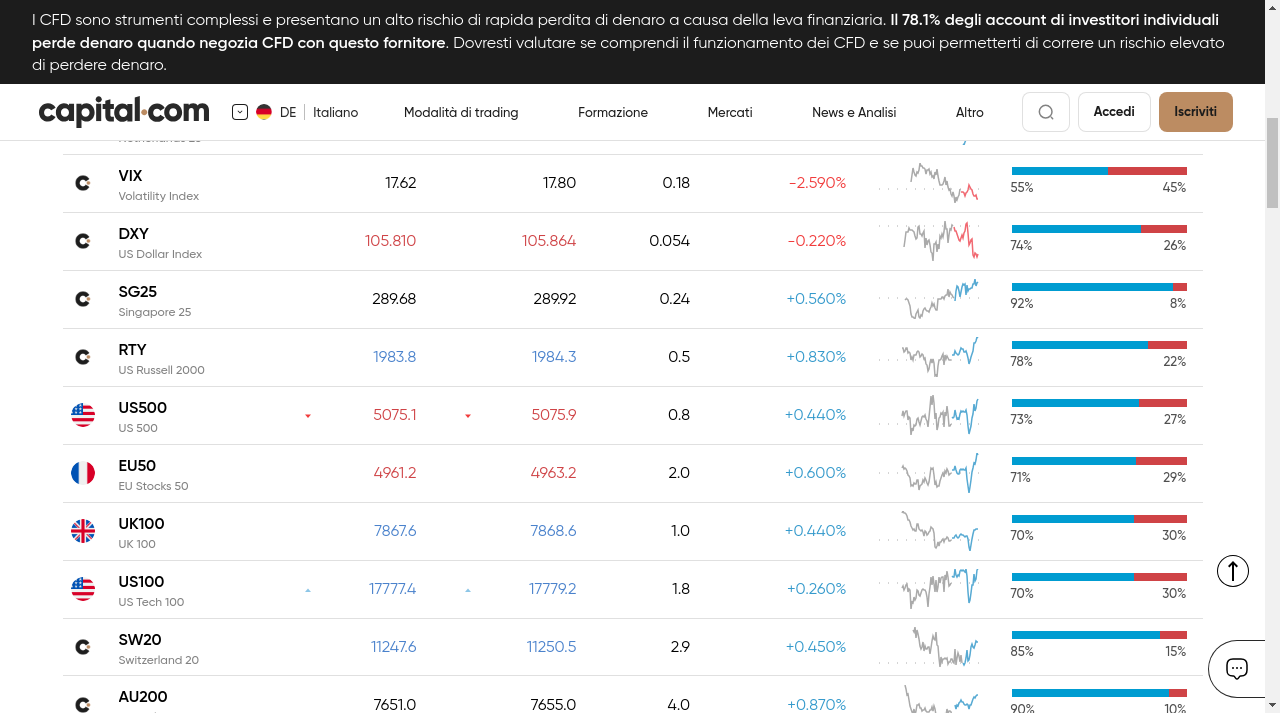 I CFD sono strumenti complessi e presentano un alto rischio di rapida perdita di denaro a causa della leva finanziaria. Il 78.1% degli account di investitori individuali
perde denaro quando negozia CFD con questo fornitore. Dovresti valutare se comprendi il funzionamento dei CFD e se puoi permetterti di correre un rischio elevato
di perdere denaro.
capital.com DE Italiano Modalità di trading Formazione Mercati News e Analisi Altro Accedi Iscriviti
VIX 17.62 17.80 0.18 -2.590%
Volatility Index 55% 45%
DXY 105.810 105.864 0.054 -0.220%
US Dollar Index 74% 26%
SG25 289.68 289.92 0.24 +0.560%
Singapore 25 92% 8%
RTY 1983.8 1984.3 0.5 +0.830%
US Russell 2000 78% 22%
US500 5075.1 5075.9 0.8 +0.440%
US 500 73% 27%
EU50 4961.2 4963.2 2.0 +0.600%
EU Stocks 50 71% 29%
UK100 7867.6 7868.6 1.0 +0.440%
UK 100 70% 30%
US100 17777.4 17779.2 1.8 +0.260%
US Tech 100 70% 30%
SW20 11247.6 11250.5 2.9 +0.450%
Switzerland 20 85% 15%
AU200 7651.0 7655.0 4.0 +0.870%
90% 10%